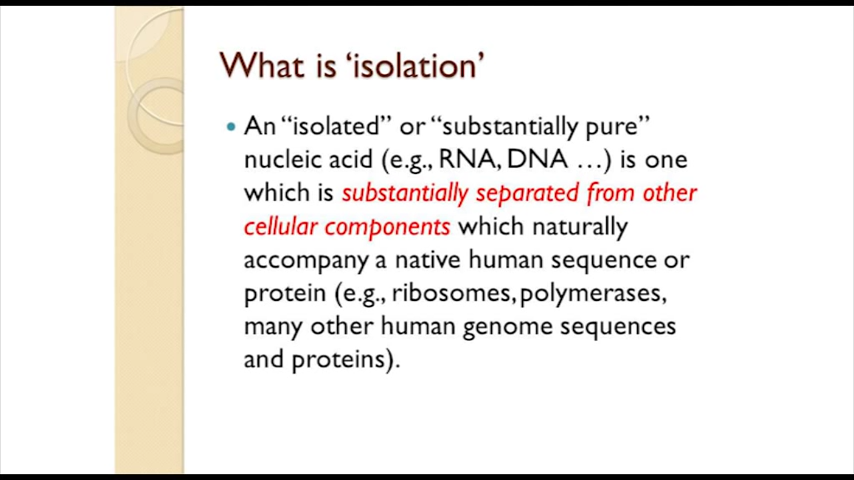 What is ‘isolation’
• An “isolated” or “substantially pure”
nucleic acid (e.g., RNA, DNA …) is one
which is substantially separated from other
cellular components which naturally
accompany a native human sequence or
protein (e.g., ribosomes, polymerases,
many other human genome sequences
and proteins).